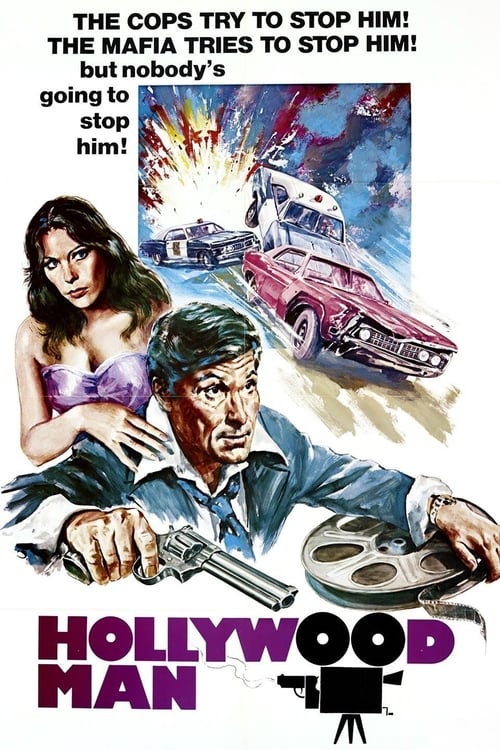 THE COPS TRY TO STOP HIM!
THE MAFIA TRIES TO STOP HIM!
but nobody's
going to
stop
him!
HOLLYWOOD
MAN